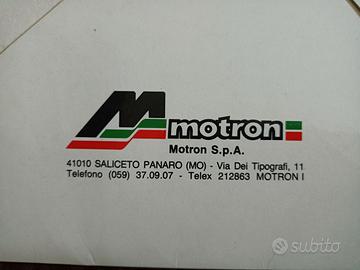 motron
Motron S.p.A.
41010 SALICETO PANARO (MO) - Via Dei Tipografi, 11
Telefono (059) 37.09.07 - Telex 212863 MOTRON I
subito